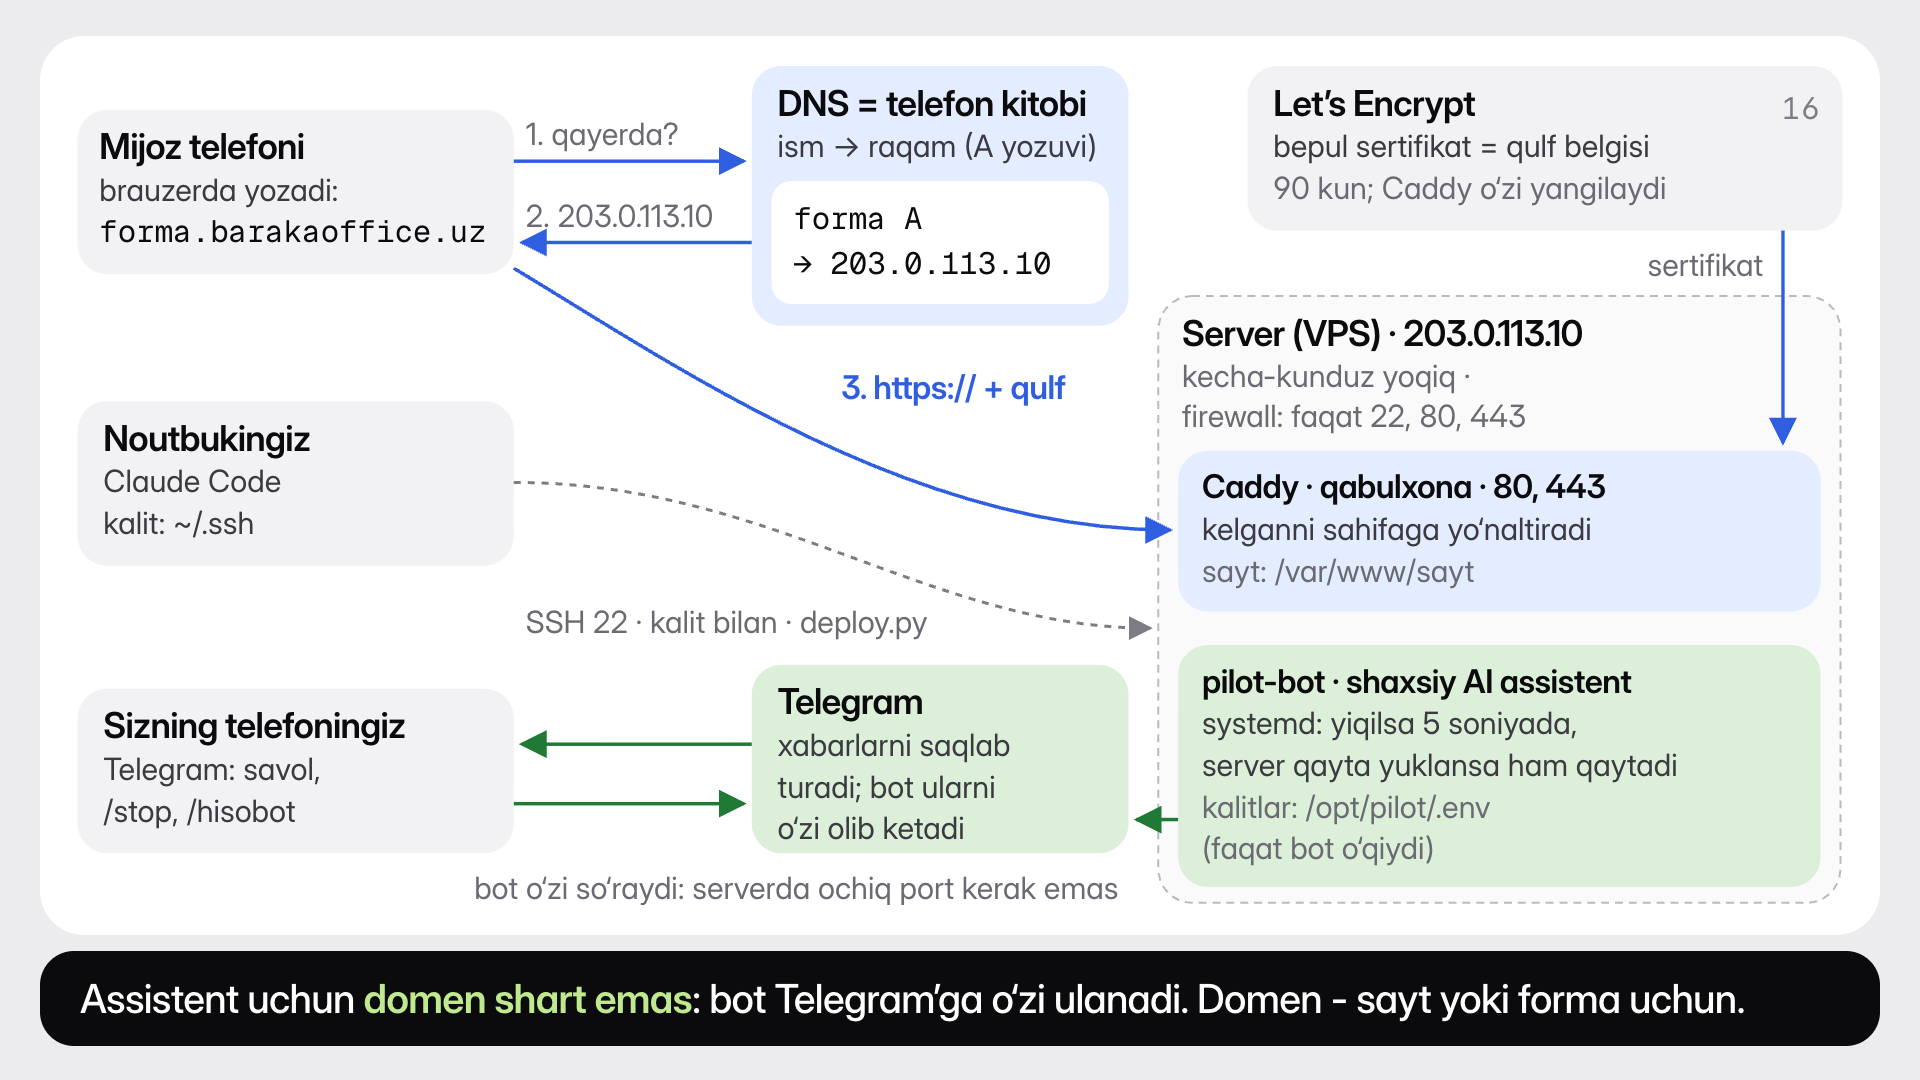 Mijoz telefoni
brauzerda yozadi:
forma.barakaoffice.uz
1. qayerda?
2. 203.0.113.10
DNS = telefon kitobi
ism → raqam (A yozuvi)
forma A
→ 203.0.113.10
Let’s Encrypt
16
bepul sertifikat = qulf belgisi
90 kun; Caddy o‘zi yangilaydi
sertifikat
3. https:// + qulf
Server (VPS) · 203.0.113.10
kecha-kunduz yoqiq ·
firewall: faqat 22, 80, 443
Caddy · qabulxona · 80, 443
kelganni sahifaga yo‘naltiradi
sayt: /var/www/sayt
Noutbukingiz
Claude Code
kalit: ~/.ssh
SSH 22 · kalit bilan · deploy.py
pilot-bot · shaxsiy AI assistent
systemd: yiqilsa 5 soniyada,
server qayta yuklansa ham qaytadi
kalitlar: /opt/pilot/.env
(faqat bot o‘qiydi)
Sizning telefoningiz
Telegram: savol,
/stop, /hisobot
Telegram
xabarlarni saqlab
turadi; bot ularni
o‘zi olib ketadi
bot o‘zi so‘raydi: serverda ochiq port kerak emas
Assistent uchun domen shart emas: bot Telegram’ga o‘zi ulanadi. Domen - sayt yoki forma uchun.